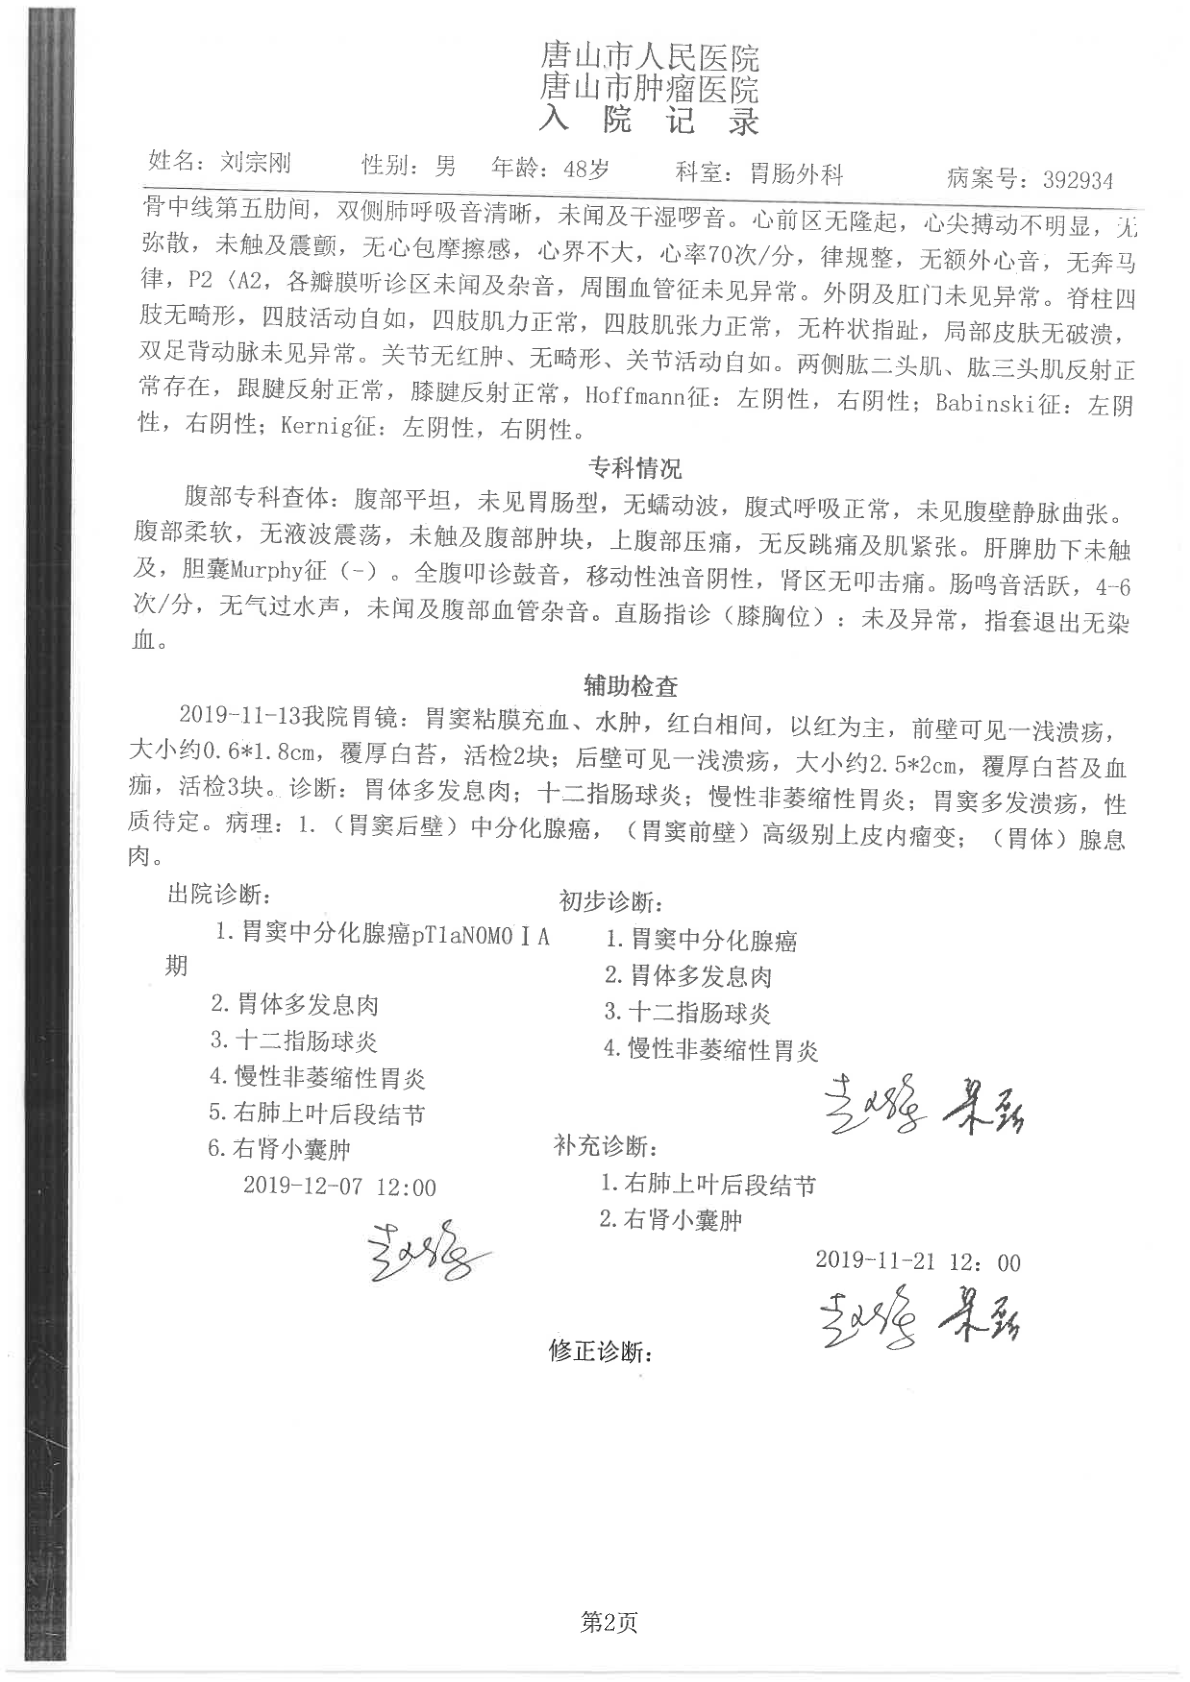 唐山市人民医院
唐山市肿瘤医院
入 院 记 录
姓名：刘宗刚 性别：男 年龄：48岁 科室：胃肠外科 病案号：392934
骨中线第五肋间，双侧肺呼吸音清晰，未闻及干湿啰音。心前区无隆起，心尖搏动不明显，无
弥散，未触及震颤，无心包摩擦感，心界不大，心率70次/分，律规整，无额外心音，无奔马
律，P2〈A2，各瓣膜听诊区未闻及杂音，周围血管征未见异常。外阴及肛门未见异常。脊柱四
肢无畸形，四肢活动自如，四肢肌力正常，四肢肌张力正常，无杵状指趾，局部皮肤无破溃，
双足背动脉未见异常。关节无红肿、无畸形、关节活动自如。两侧肱二头肌、肱三头肌反射正
常存在，跟腱反射正常，膝腱反射正常，Hoffmann征：左阴性，右阴性；Babinski征：左阴
性，右阴性；Kernig征：左阴性，右阴性。
专科情况
腹部专科查体：腹部平坦，未见胃肠型，无蠕动波，腹式呼吸正常，未见腹壁静脉曲张。
腹部柔软，无液波震荡，未触及腹部肿块，上腹部压痛，无反跳痛及肌紧张。肝脾肋下未触
及，胆囊Murphy征（-）。全腹叩诊鼓音，移动性浊音阴性，肾区无叩击痛。肠鸣音活跃，4-6
次/分，无气过水声，未闻及腹部血管杂音。直肠指诊（膝胸位）：未及异常，指套退出无染
血。
辅助检查
2019-11-13我院胃镜：胃窦粘膜充血、水肿，红白相间，以红为主，前壁可见一浅溃疡，
大小约0.6*1.8cm，覆厚白苔，活检2块；后壁可见一浅溃疡，大小约2.5*2cm，覆厚白苔及血
痂，活检3块。诊断：胃体多发息肉；十二指肠球炎；慢性非萎缩性胃炎；胃窦多发溃疡，性
质待定。病理：1.（胃窦后壁）中分化腺癌，（胃窦前壁）高级别上皮内瘤变；（胃体）腺息
肉。
出院诊断：
1.胃窦中分化腺癌pT1aN0M0ⅠA
期
2.胃体多发息肉
3.十二指肠球炎
4.慢性非萎缩性胃炎
5.右肺上叶后段结节
6.右肾小囊肿
2019-12-07 12:00
初步诊断：
1.胃窦中分化腺癌
2.胃体多发息肉
3.十二指肠球炎
4.慢性非萎缩性胃炎
补充诊断：
1.右肺上叶后段结节
2.右肾小囊肿
2019-11-21 12：00
修正诊断：
第2页